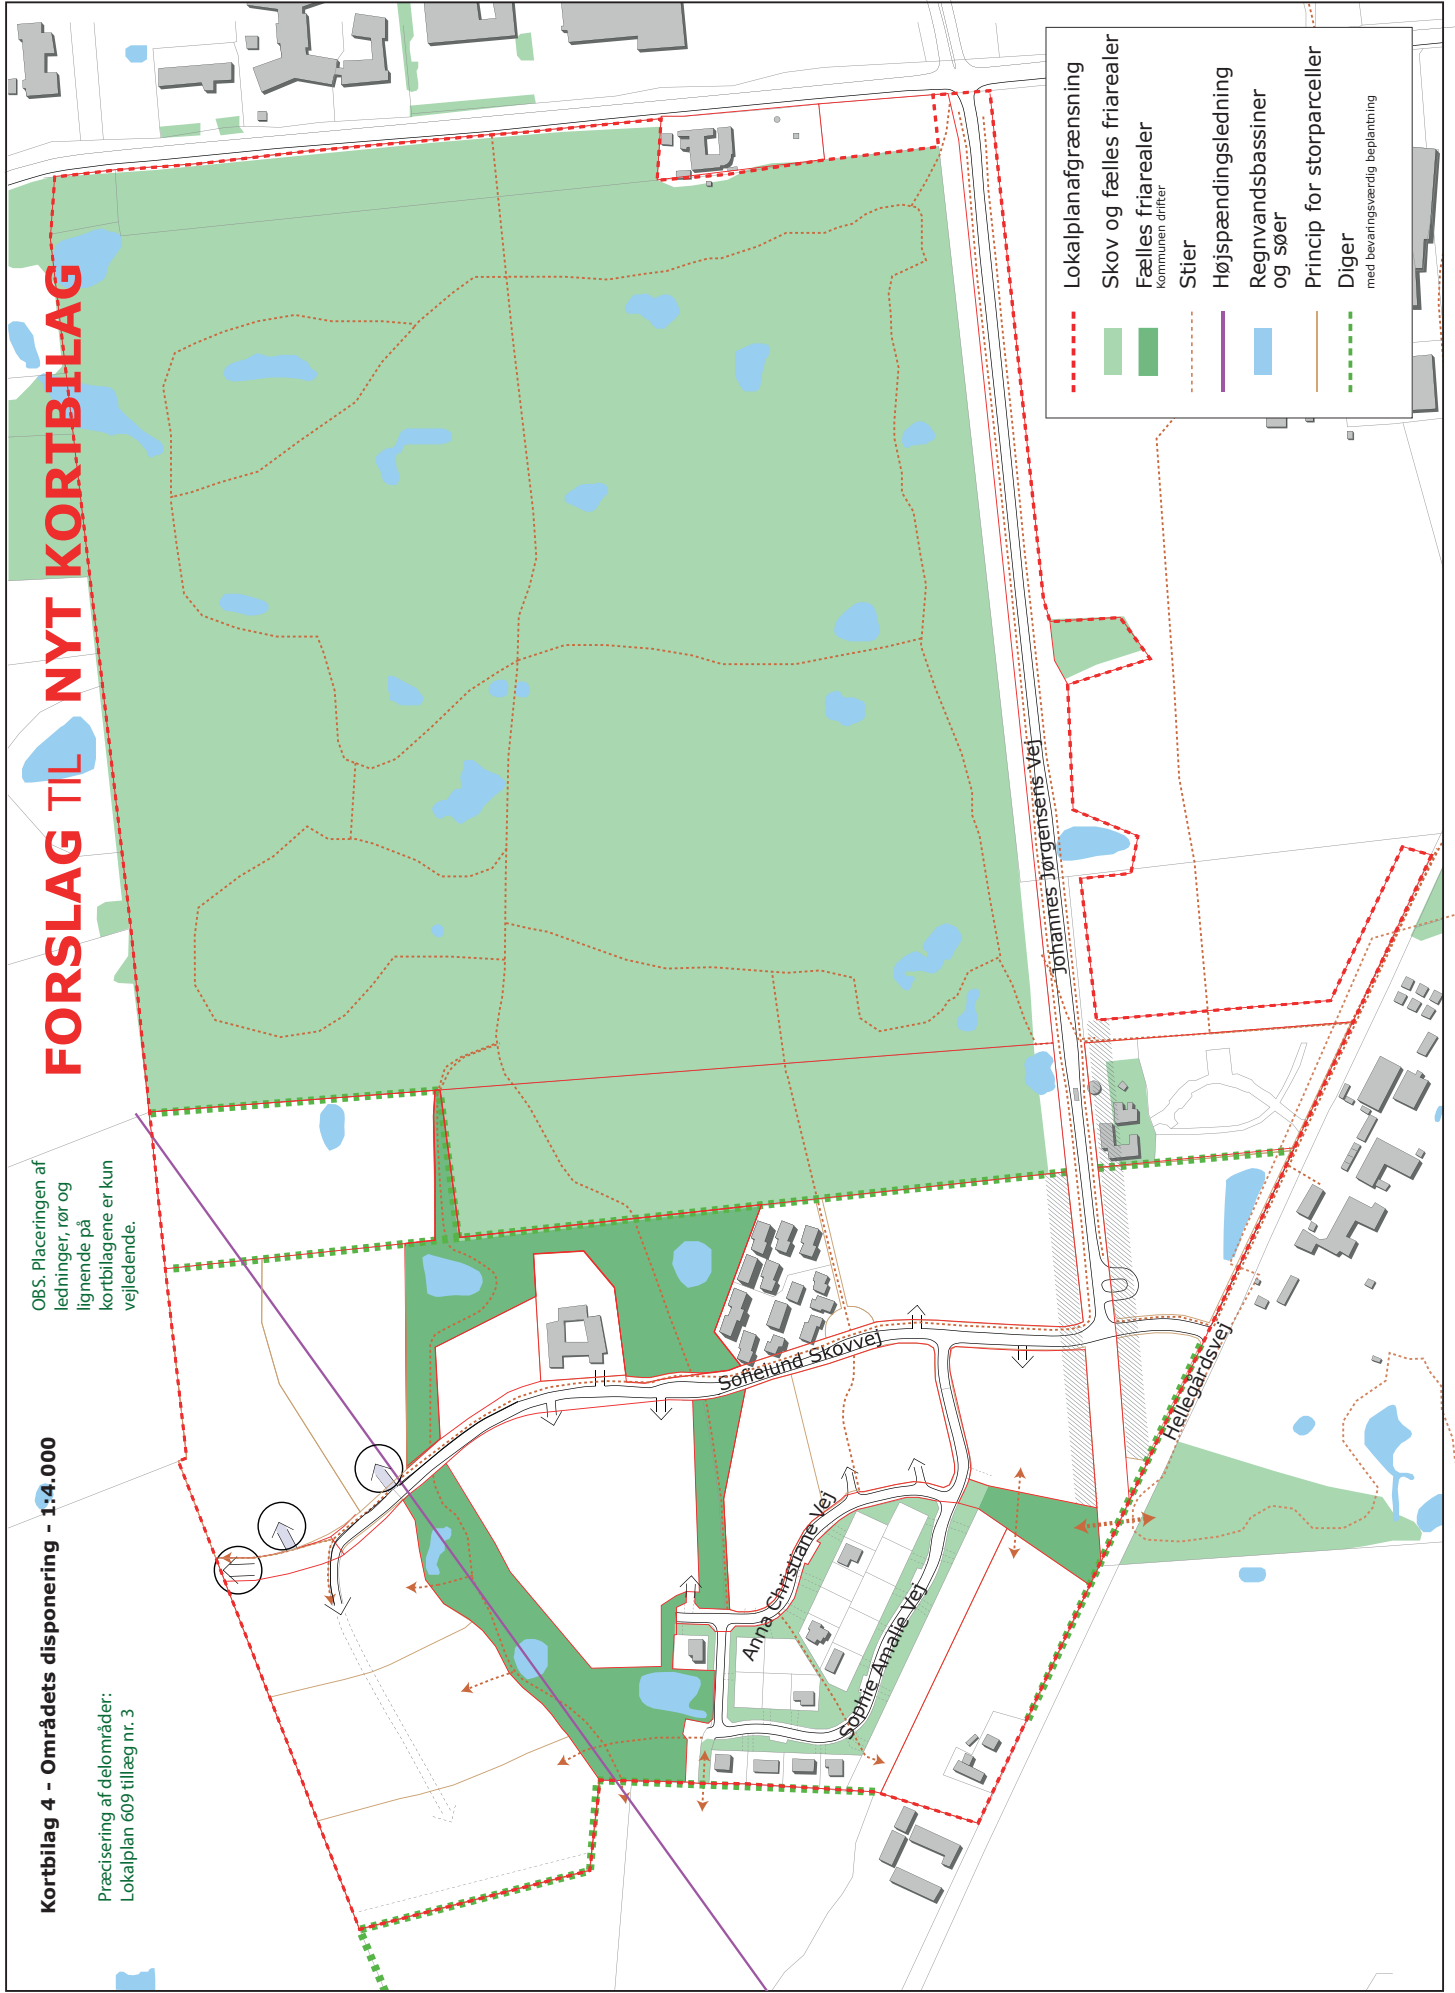 Kortbilag 4 - Områdets disponering - 1:4.000
FORSLAG TIL NYT KORTBILAG
Præcisering af delområder:
Lokalplan 609 tillæg nr. 3
OBS. Placeringen af
ledninger, rør og
lignende på
kortbilagene er kun
vejledende.
Sofielund Skovvej
Anna Christiane Vej
Sophie Amalie Vej
Johannes Jørgensens Vej
Hellegårdsvej
Lokalplanafgrænsning
Skov og fælles friarealer
Fælles friarealer
Kommunen drifter
Stier
Højspændingsledning
Regnvandsbassiner
og søer
Princip for storparceller
Diger
med bevaringsværdig beplantning